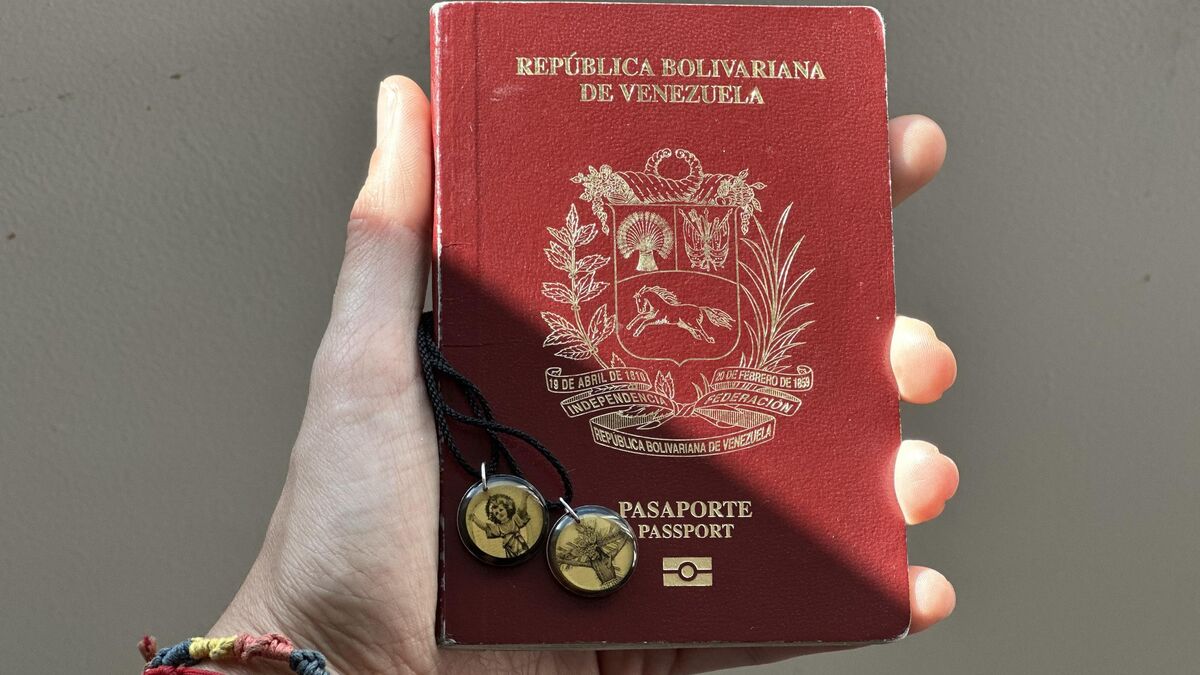 REPÚBLICA BOLIVARIANA
DE VENEZUELA
19 DE ABRIL DE 1810
20 DE FEBRERO DE 1859
INDEPENDENCIA
FEDERACIÓN
REPÚBLICA BOLIVARIANA DE VENEZUELA
PASAPORTE
PASSPORT